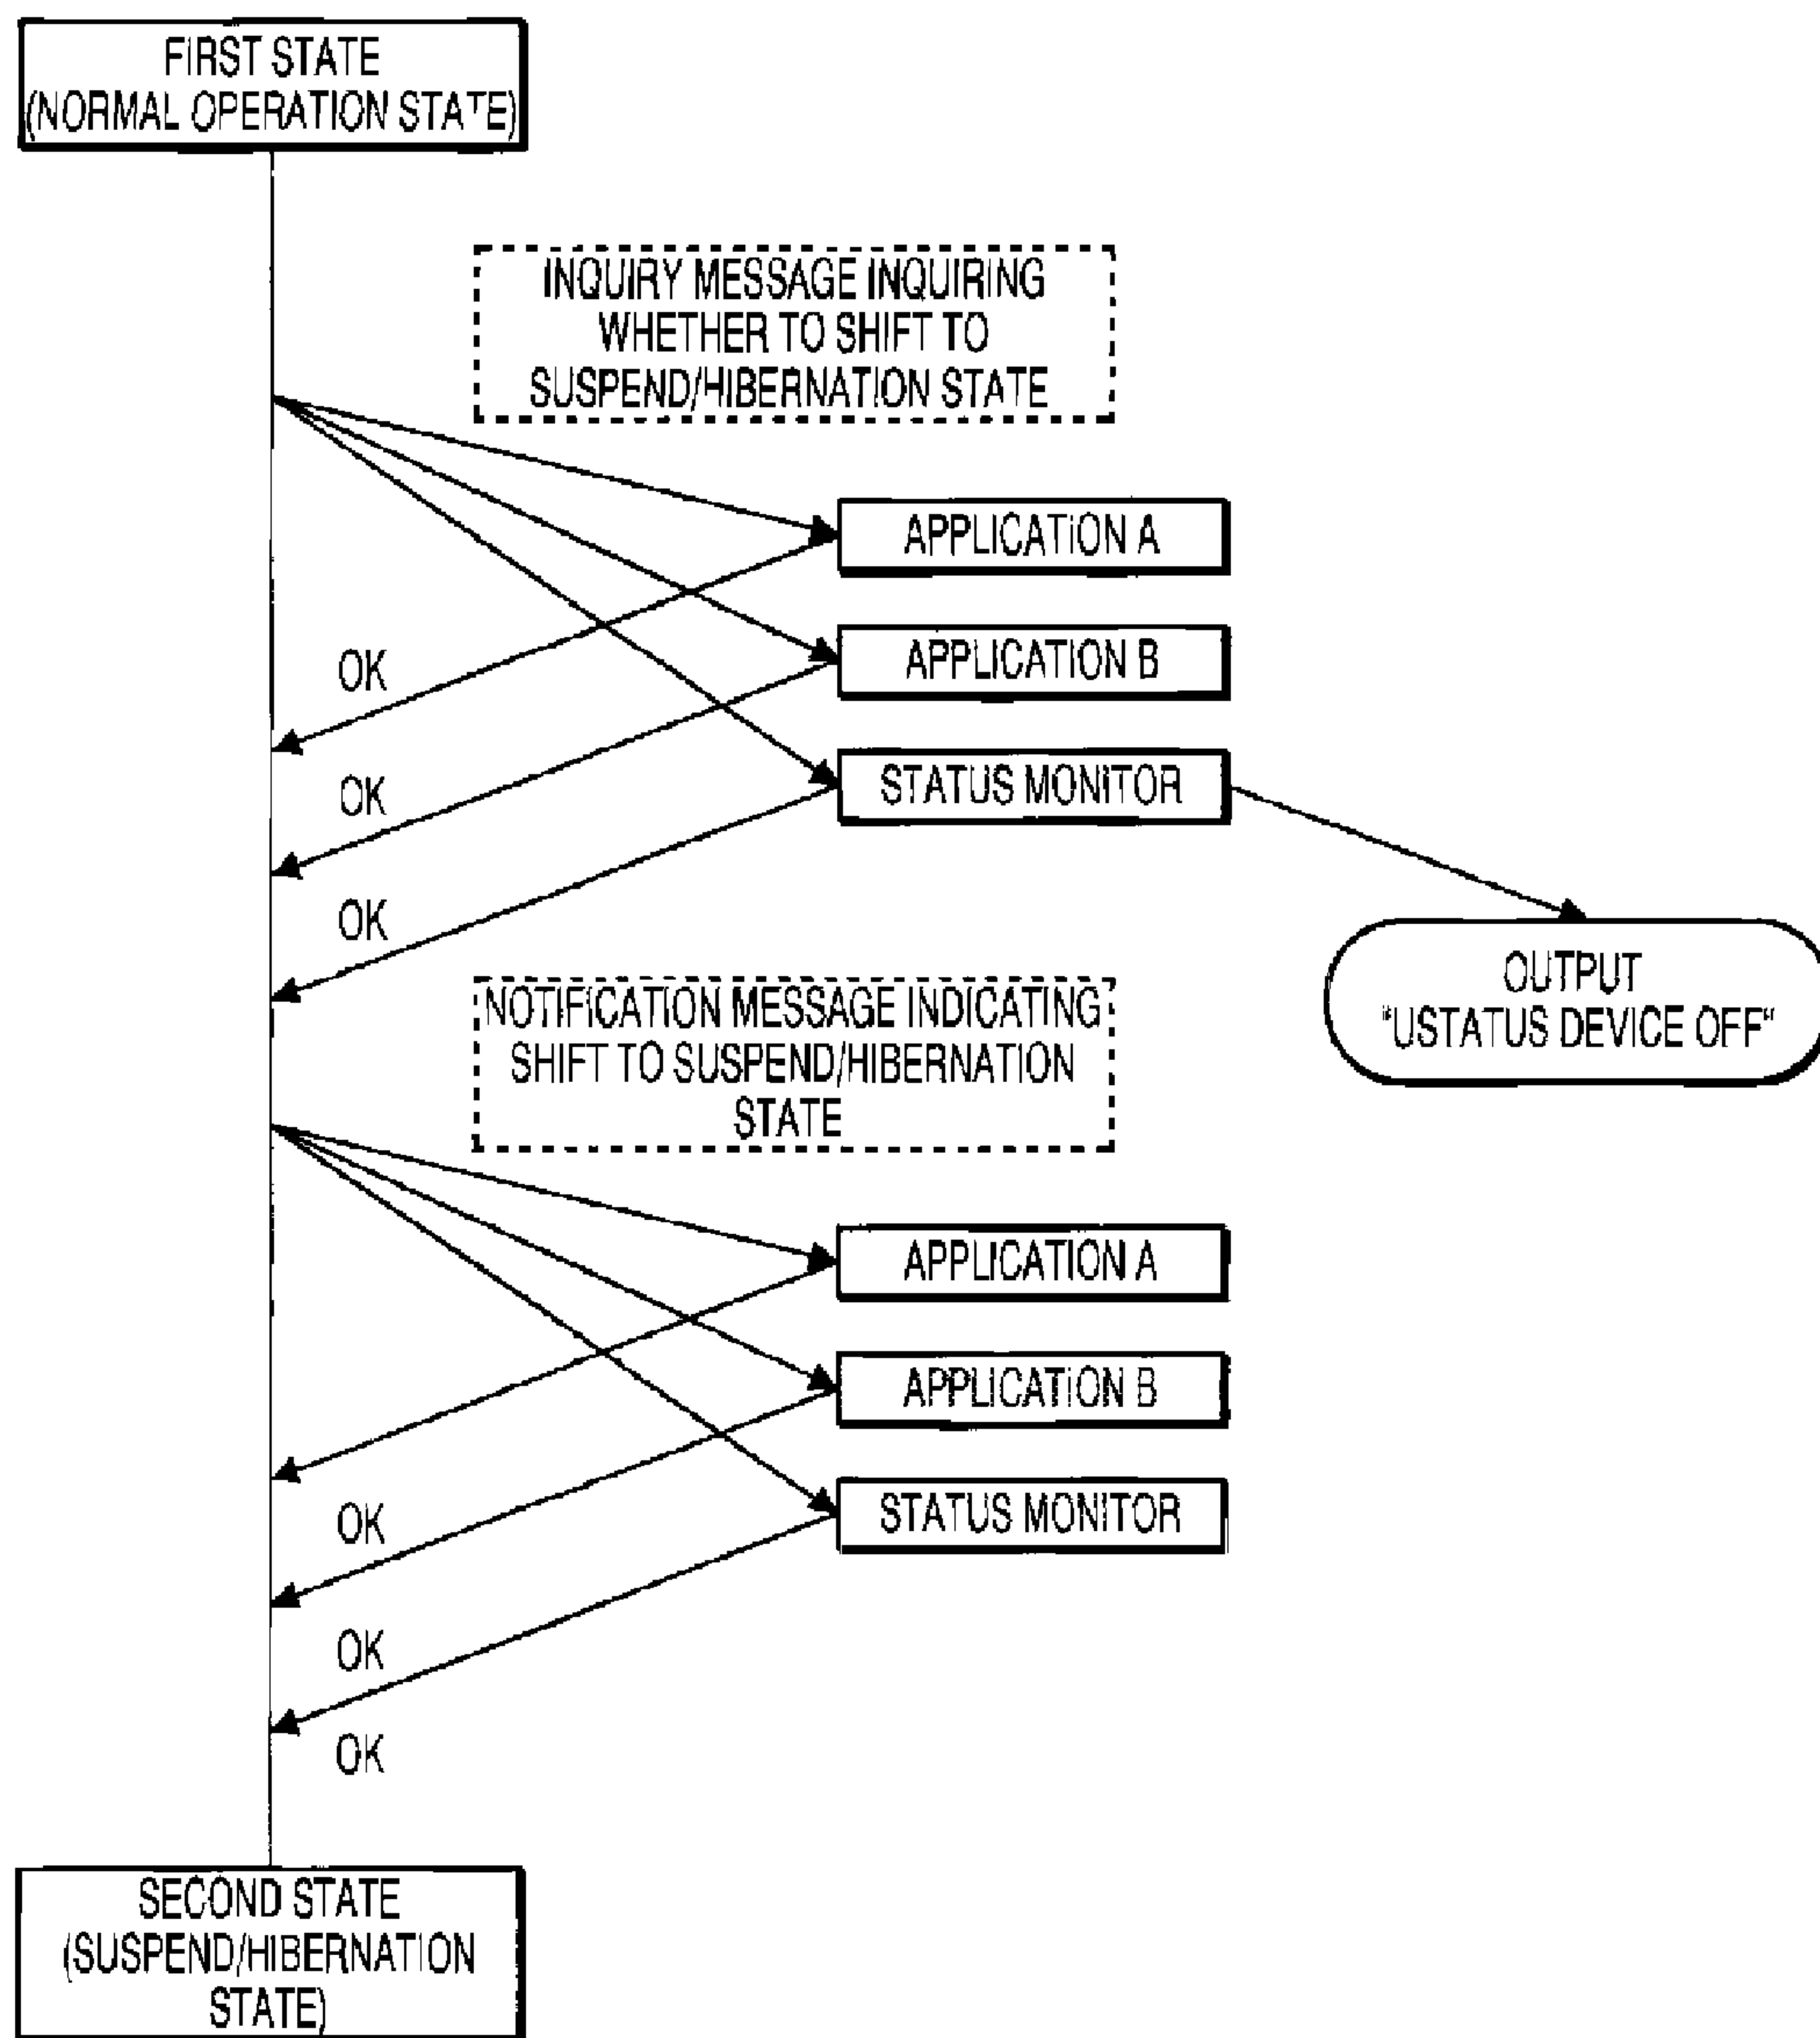 FIRST STATE
(NORMAL OPERATION STATE)
INQUIRY MESSAGE INQUIRING
WHETHER TO SHIFT TO
SUSPEND/HIBERNATION STATE
APPLICATION A
OK
APPLICATION B
OK
STATUS MONITOR
OK
OUTPUT
"USTATUS DEVICE OFF"
NOTIFICATION MESSAGE INDICATING
SHIFT TO SUSPEND/HIBERNATION
STATE
APPLICATION A
APPLICATION B
OK
STATUS MONITOR
OK
OK
SECOND STATE
(SUSPEND/HIBERNATION
STATE)